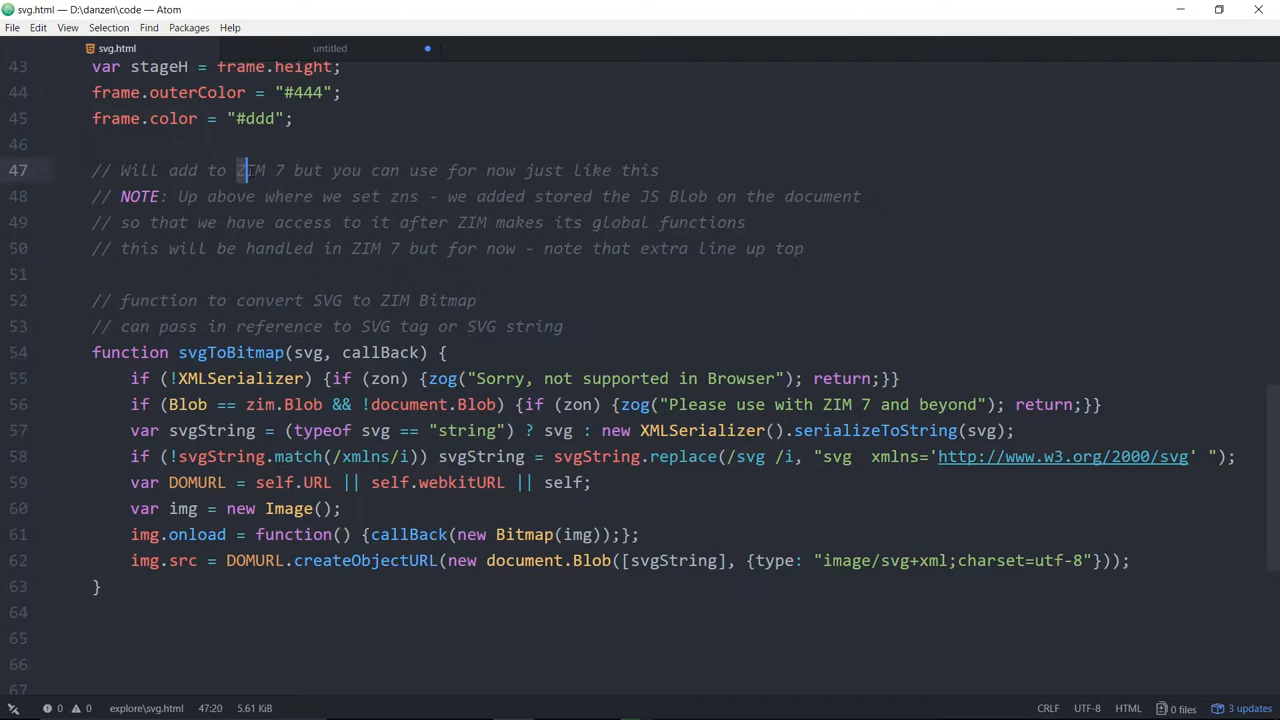 svg.html — D:\danzen\code — Atom
File Edit View Selection Find Packages Help
svg.html untitled
43 var stageH = frame.height;
44 frame.outerColor = "#444";
45 frame.color = "#ddd";
46
47 // Will add to ZIM 7 but you can use for now just like this
48 // NOTE: Up above where we set zns - we added stored the JS Blob on the document
49 // so that we have access to it after ZIM makes its global functions
50 // this will be handled in ZIM 7 but for now - note that extra line up top
51
52 // function to convert SVG to ZIM Bitmap
53 // can pass in reference to SVG tag or SVG string
54 function svgToBitmap(svg, callBack) {
55 if (!XMLSerializer) {if (zon) {zog("Sorry, not supported in Browser"); return;}}
56 if (Blob == zim.Blob && !document.Blob) {if (zon) {zog("Please use with ZIM 7 and beyond"); return;}}
57 var svgString = (typeof svg == "string") ? svg : new XMLSerializer().serializeToString(svg);
58 if (!svgString.match(/xmlns/i)) svgString = svgString.replace(/svg /i, "svg  xmlns='http://www.w3.org/2000/svg' ");
59 var DOMURL = self.URL || self.webkitURL || self;
60 var img = new Image();
61 img.onload = function() {callBack(new Bitmap(img));};
62 img.src = DOMURL.createObjectURL(new document.Blob([svgString], {type: "image/svg+xml;charset=utf-8"}));
63 }
64
65
66
67
0 0 explore\svg.html 47:20 5.61 KiB CRLF UTF-8 HTML 0 files 3 updates